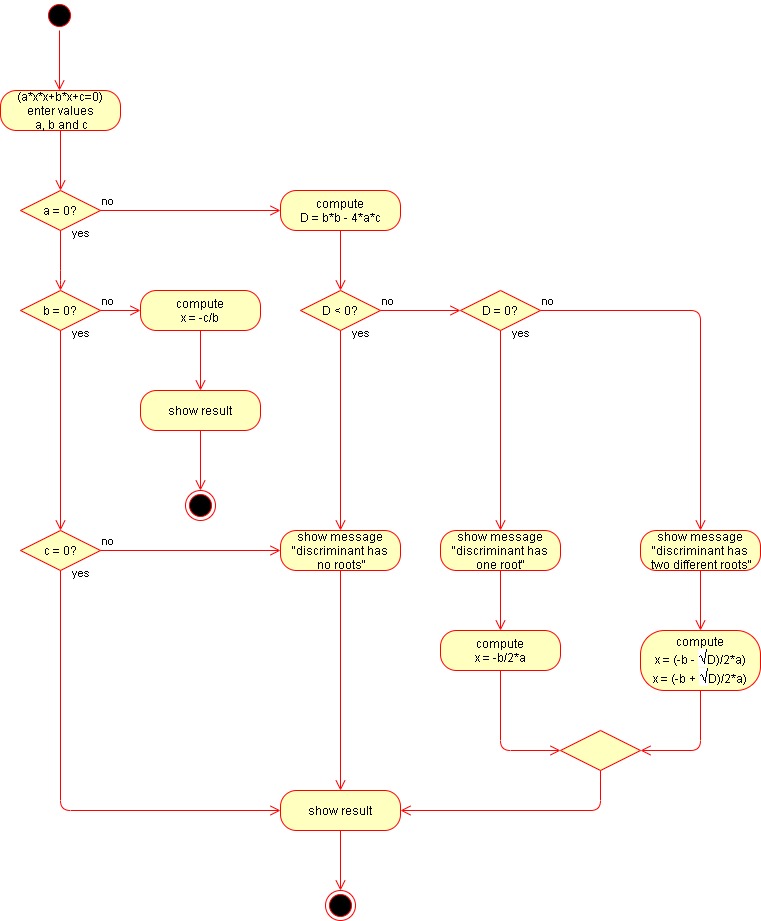 (a*x*x+b*x+c=0)
enter values
a, b and c
a = 0?
no
yes
compute
D = b*b - 4*a*c
b = 0?
no
yes
compute
x = -c/b
D < 0?
no
yes
D = 0?
no
yes
show result
c = 0?
no
yes
show message
"discriminant has
no roots"
show message
"discriminant has
one root"
show message
"discriminant has
two different roots"
compute
x = -b/2*a
compute
x = (-b - √D)/2*a)
x = (-b + √D)/2*a)
show result